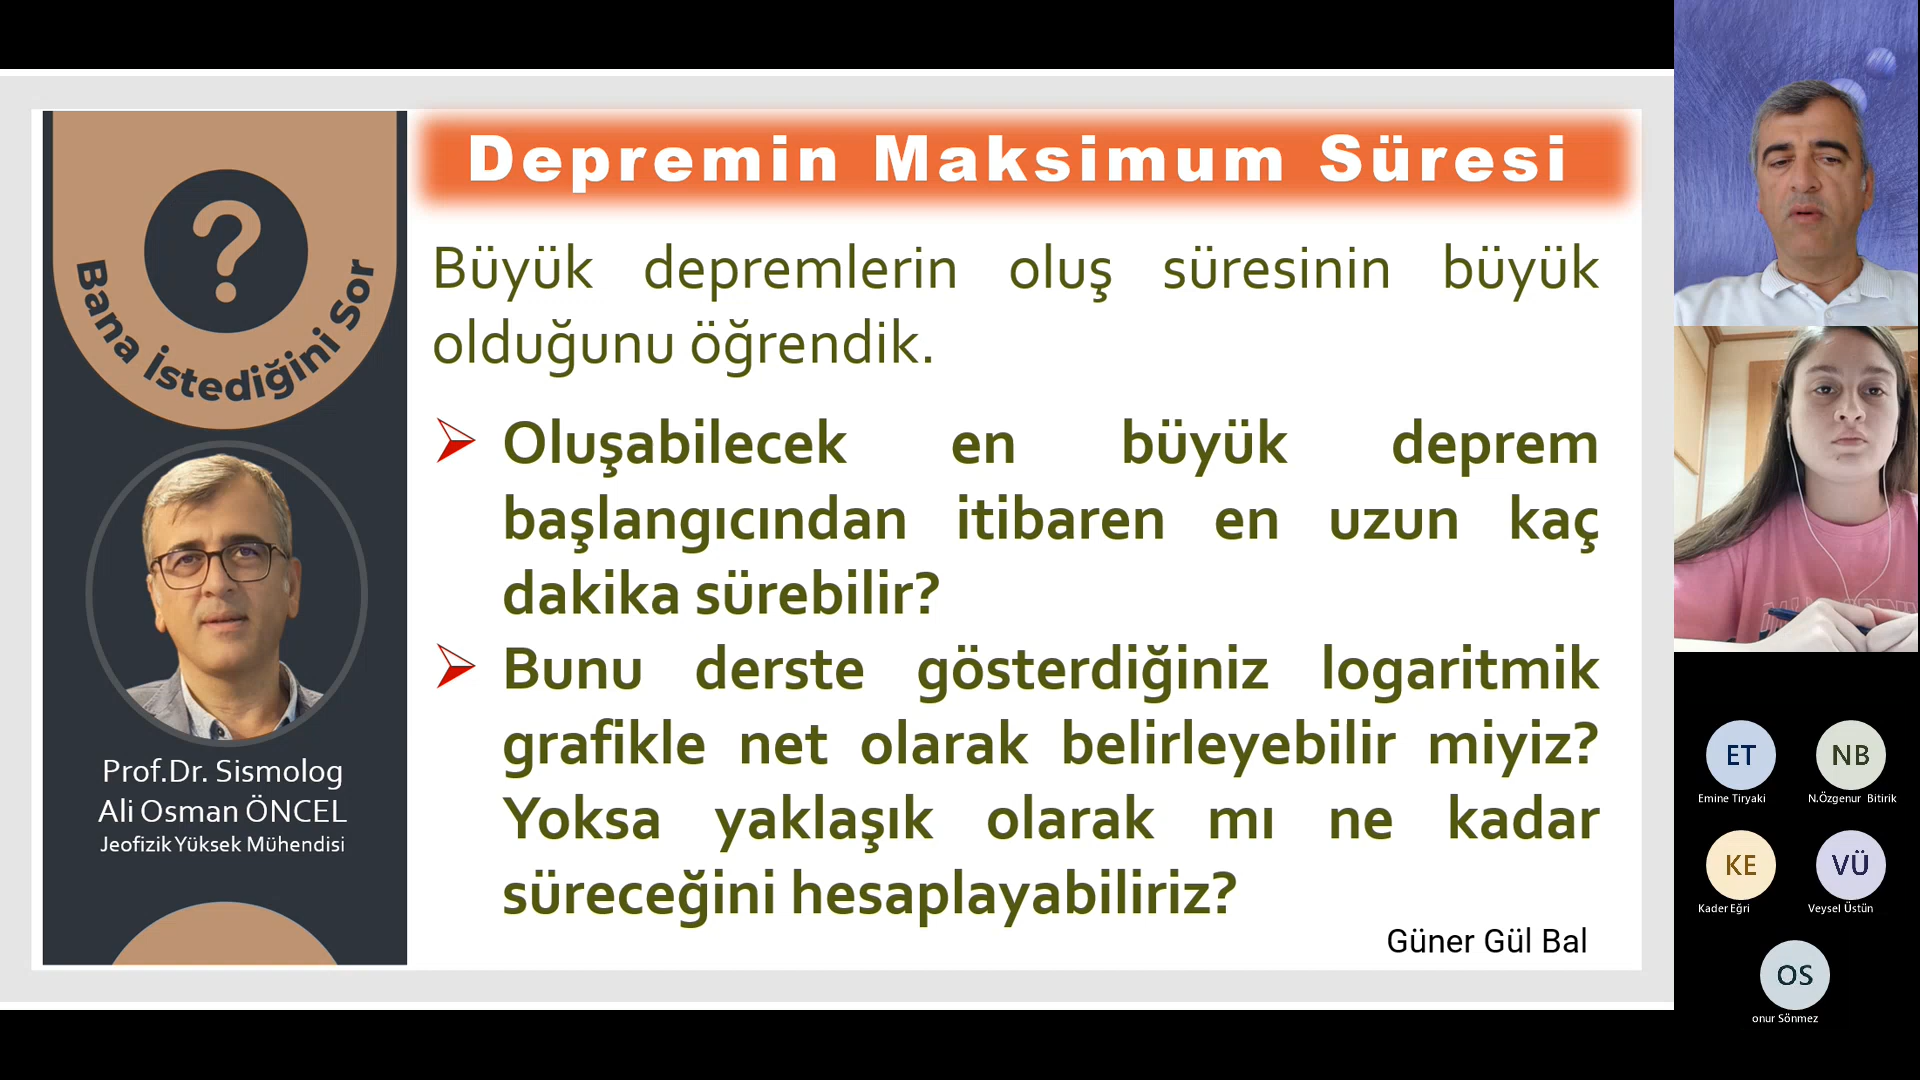 Depremin Maksimum Süresi
?
Bana İstediğini Sor
Prof.Dr. Sismolog
Ali Osman ÖNCEL
Jeofizik Yüksek Mühendisi
Büyük depremlerin oluş süresinin büyük
olduğunu öğrendik.
Oluşabilecek en büyük deprem
başlangıcından itibaren en uzun kaç
dakika sürebilir?
Bunu derste gösterdiğiniz logaritmik
grafikle net olarak belirleyebilir miyiz?
Yoksa yaklaşık olarak mı ne kadar
süreceğini hesaplayabiliriz?
Güner Gül Bal
ET
Emine Tiryaki
NB
N.Özgenur Bitirik
KE
Kader Eğri
VÜ
Veysel Üstün
OS
onur Sönmez